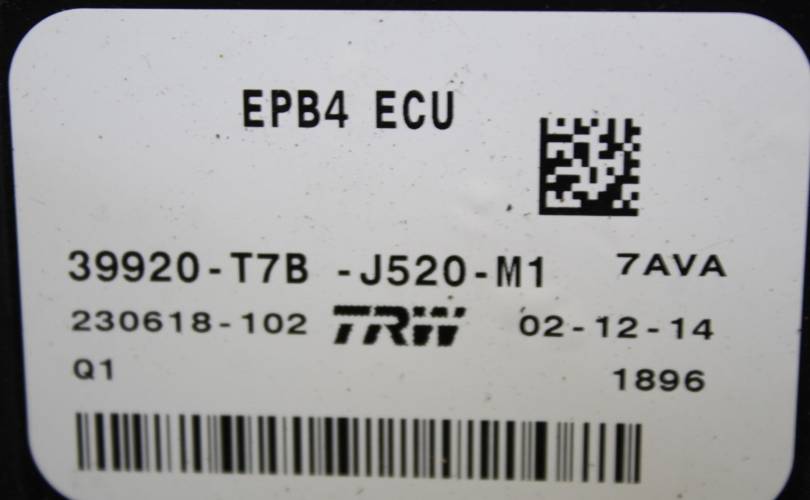 EPB4 ECU
39920-T7B -J520-M1 7AVA
230618-102 TRW 02-12-14
Q1 1896